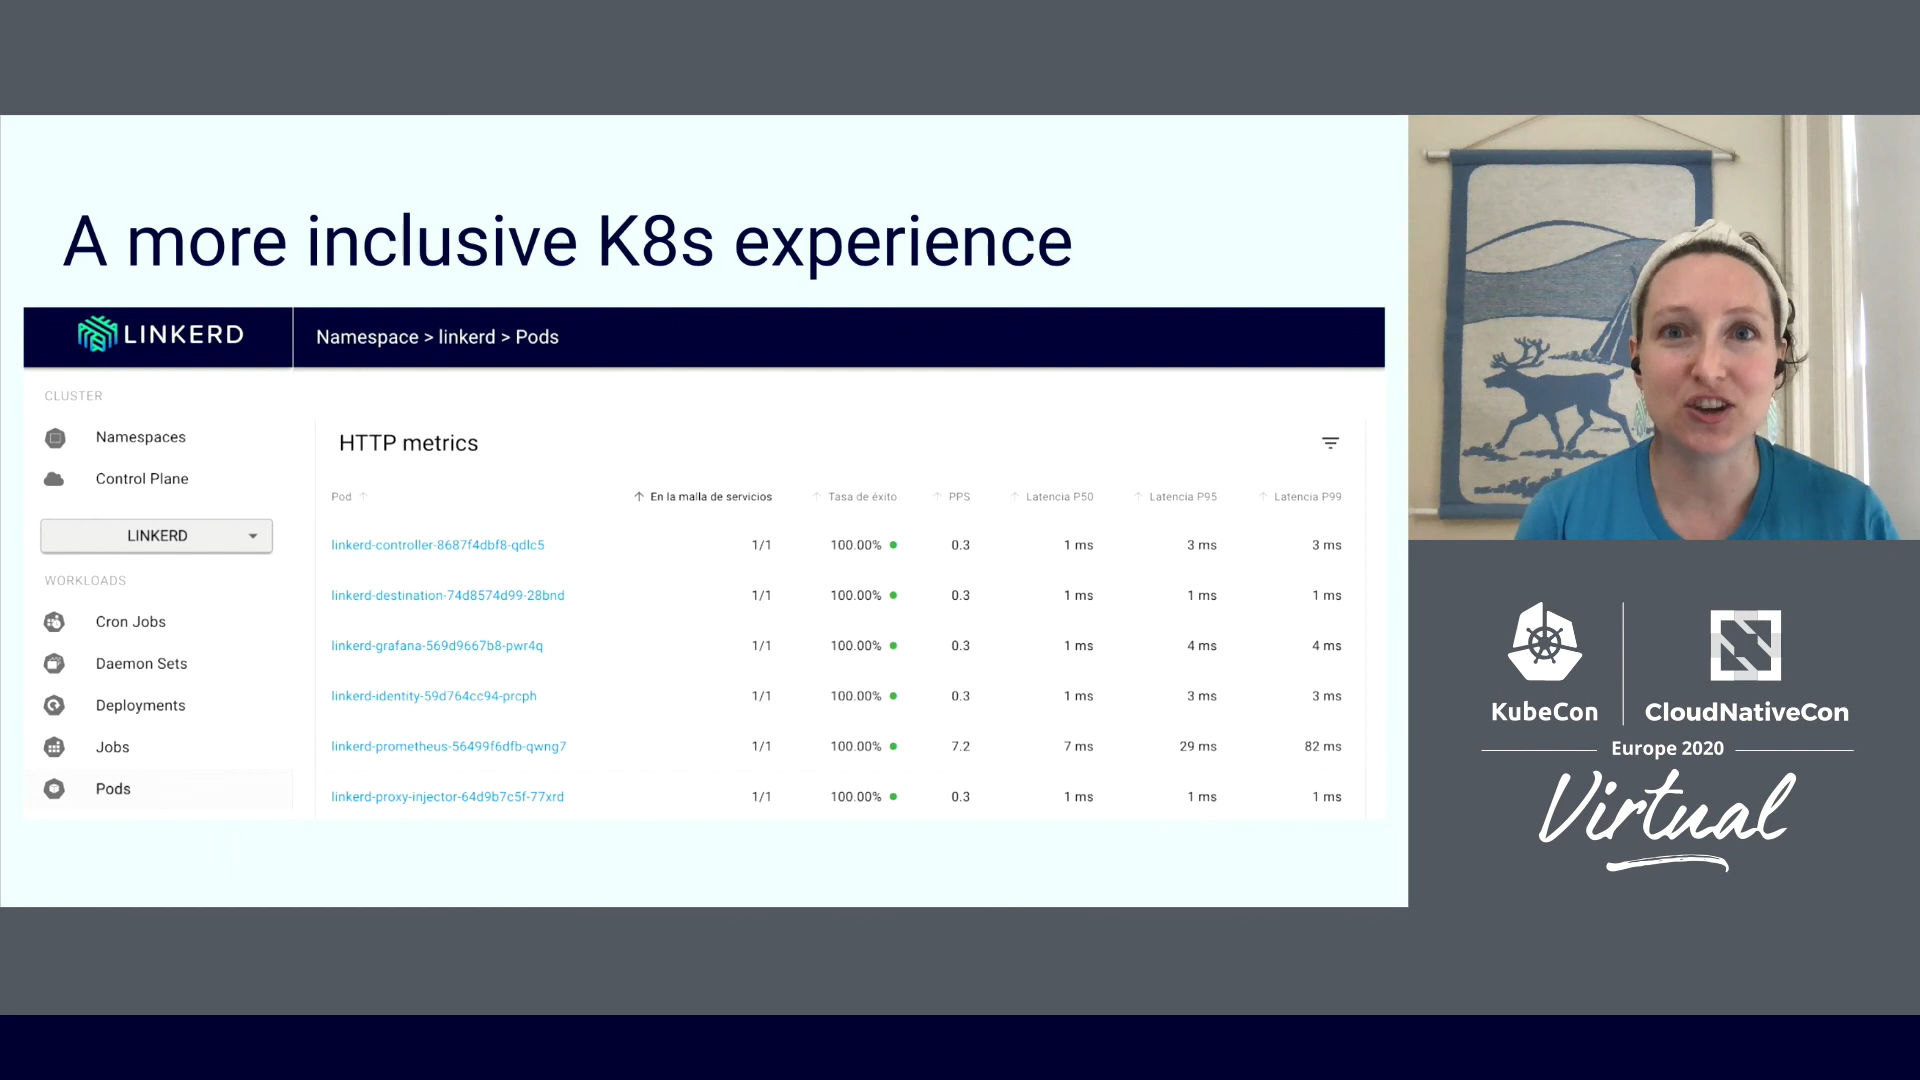 A more inclusive K8s experience
LINKERD
Namespace > linkerd > Pods
CLUSTER
Namespaces
Control Plane
LINKERD
WORKLOADS
Cron Jobs
Daemon Sets
Deployments
Jobs
Pods
HTTP metrics
Pod ↑ ↑ En la malla de servicios ↑ Tasa de éxito ↑ PPS ↑ Latencia P50 ↑ Latencia P95 ↑ Latencia P99
linkerd-controller-8687f4dbf8-qdlc5 1/1 100.00% 0.3 1 ms 3 ms 3 ms
linkerd-destination-74d8574d99-28bnd 1/1 100.00% 0.3 1 ms 1 ms 1 ms
linkerd-grafana-569d9667b8-pwr4q 1/1 100.00% 0.3 1 ms 4 ms 4 ms
linkerd-identity-59d764cc94-prcph 1/1 100.00% 0.3 1 ms 3 ms 3 ms
linkerd-prometheus-56499f6dfb-qwng7 1/1 100.00% 7.2 7 ms 29 ms 82 ms
linkerd-proxy-injector-64d9b7c5f-77xrd 1/1 100.00% 0.3 1 ms 1 ms 1 ms
KubeCon
CloudNativeCon
Europe 2020
Virtual